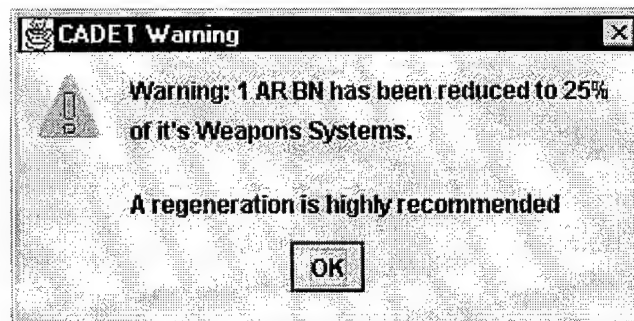 CADET Warning
Warning: 1 AR BN has been reduced to 25%
of it's Weapons Systems.
A regeneration is highly recommended
OK